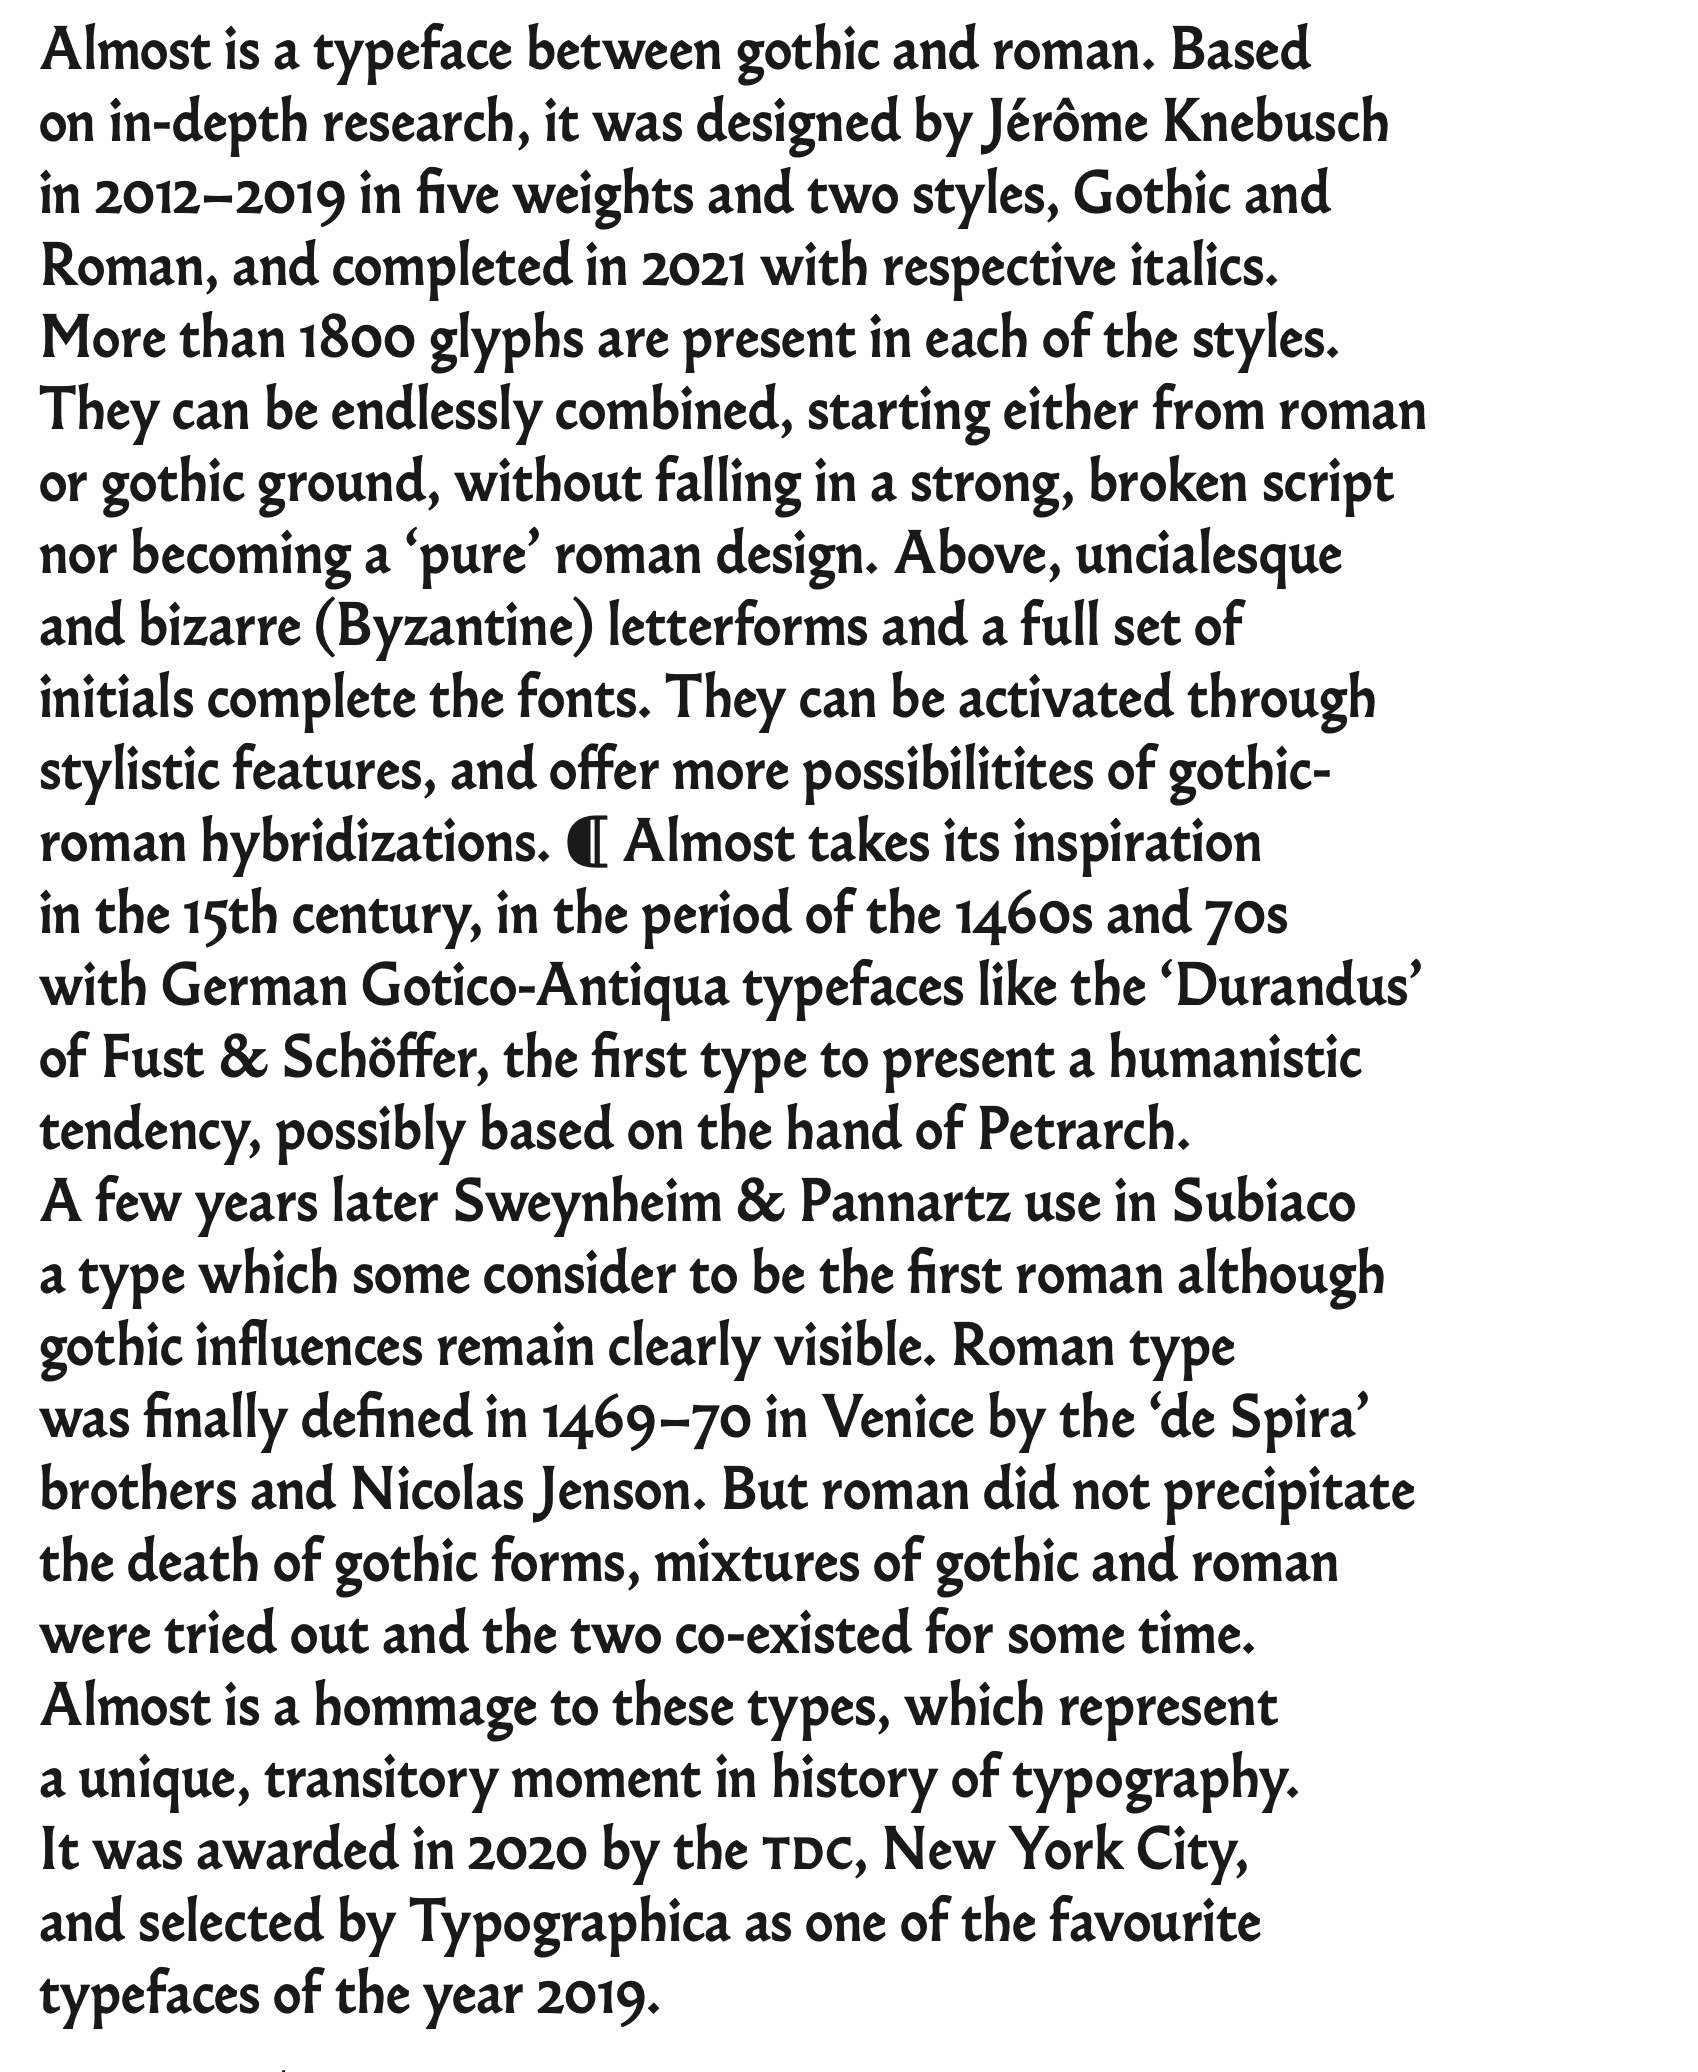 Almost is a typeface between gothic and roman. Based
on in-depth research, it was designed by Jérôme Knebusch
in 2012–2019 in five weights and two styles, Gothic and
Roman, and completed in 2021 with respective italics.
More than 1800 glyphs are present in each of the styles.
They can be endlessly combined, starting either from roman
or gothic ground, without falling in a strong, broken script
nor becoming a ‘pure’ roman design. Above, uncialesque
and bizarre (Byzantine) letterforms and a full set of
initials complete the fonts. They can be activated through
stylistic features, and offer more possibilitites of gothic-
roman hybridizations. ¶ Almost takes its inspiration
in the 15th century, in the period of the 1460s and 70s
with German Gotico-Antiqua typefaces like the ‘Durandus’
of Fust & Schöffer, the first type to present a humanistic
tendency, possibly based on the hand of Petrarch.
A few years later Sweynheim & Pannartz use in Subiaco
a type which some consider to be the first roman although
gothic influences remain clearly visible. Roman type
was finally defined in 1469–70 in Venice by the ‘de Spira’
brothers and Nicolas Jenson. But roman did not precipitate
the death of gothic forms, mixtures of gothic and roman
were tried out and the two co-existed for some time.
Almost is a hommage to these types, which represent
a unique, transitory moment in history of typography.
It was awarded in 2020 by the TDC, New York City,
and selected by Typographica as one of the favourite
typefaces of the year 2019.